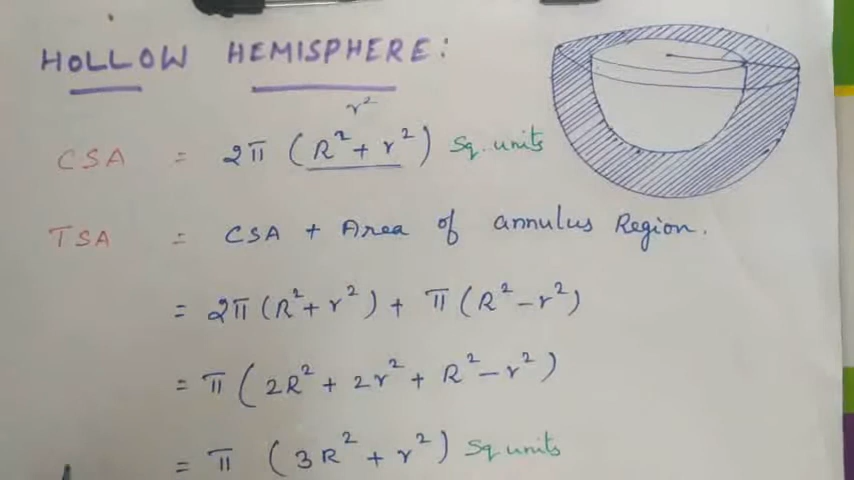 HOLLOW HEMISPHERE:
r²
CSA = 2π (R² + r²) Sq. units
TSA = CSA + Area of annulus Region.
= 2π (R² + r²) + π (R² - r²)
= π (2R² + 2r² + R² - r²)
= π (3R² + r²) Sq units